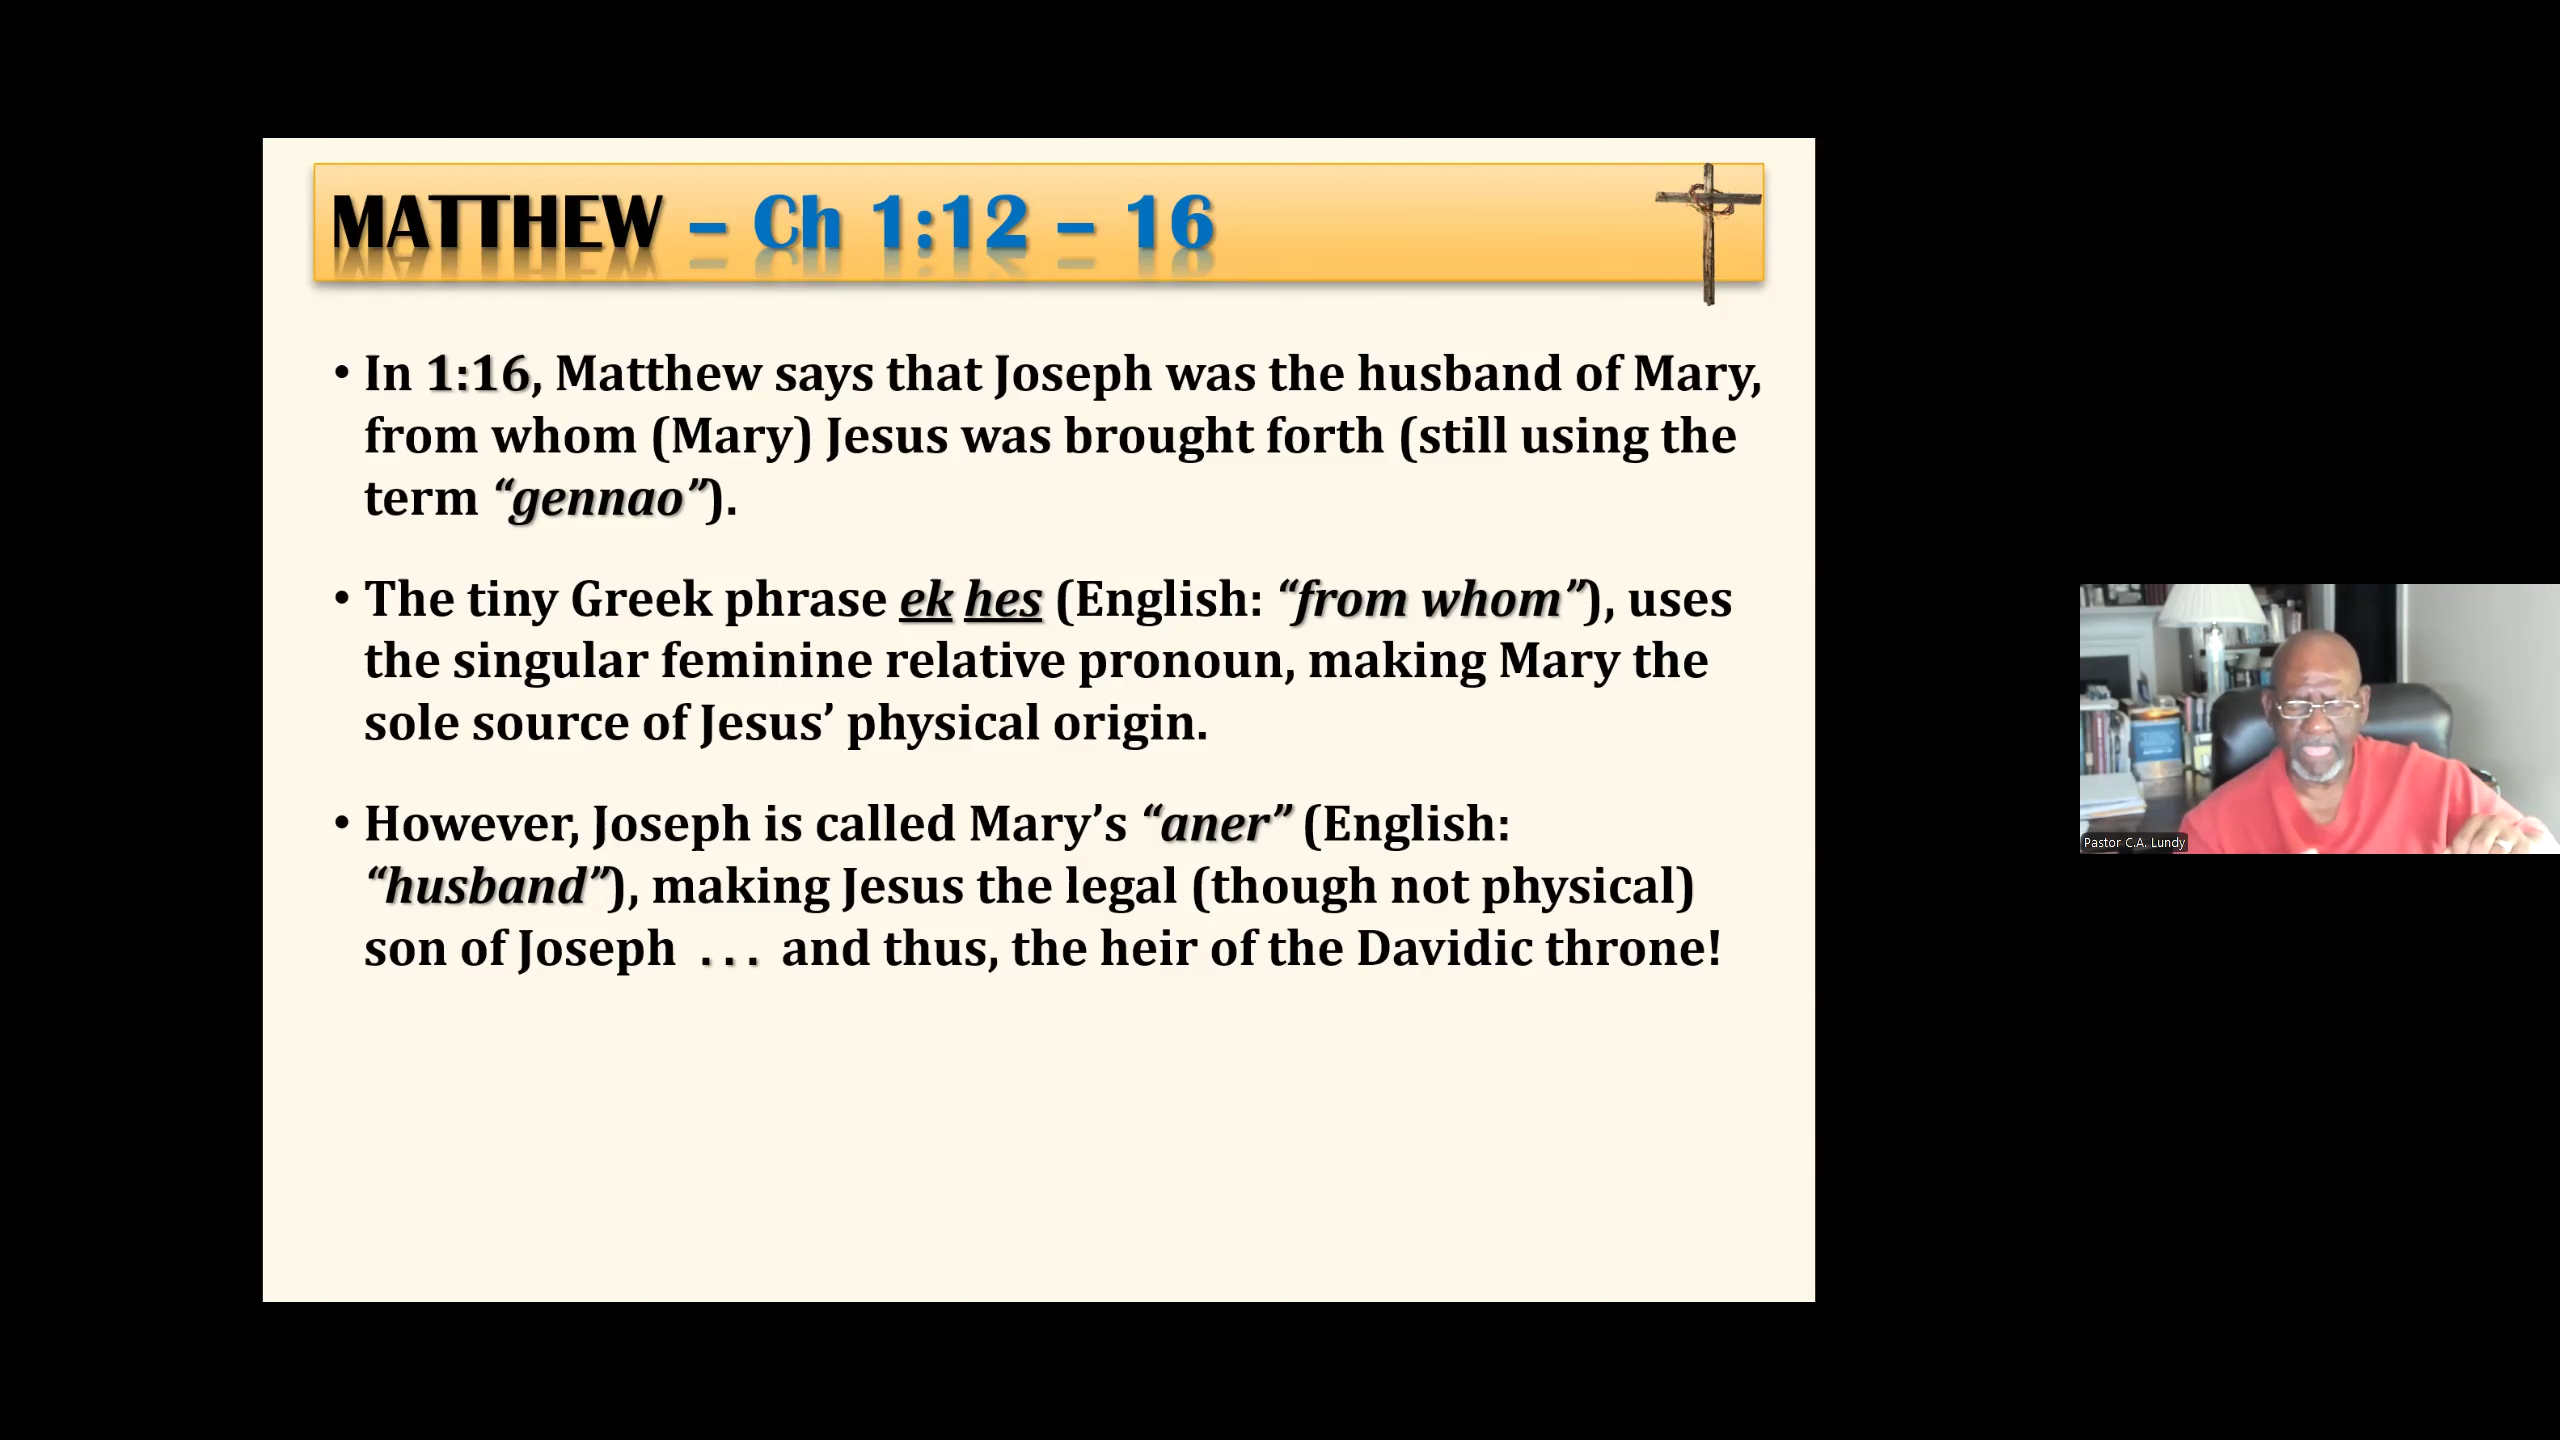 MATTHEW – Ch 1:12 – 16
• In 1:16, Matthew says that Joseph was the husband of Mary,
from whom (Mary) Jesus was brought forth (still using the
term “gennao”).
• The tiny Greek phrase ek hes (English: “from whom”), uses
the singular feminine relative pronoun, making Mary the
sole source of Jesus’ physical origin.
• However, Joseph is called Mary’s “aner” (English:
“husband”), making Jesus the legal (though not physical)
son of Joseph . . . and thus, the heir of the Davidic throne!
Pastor C.A. Lundy